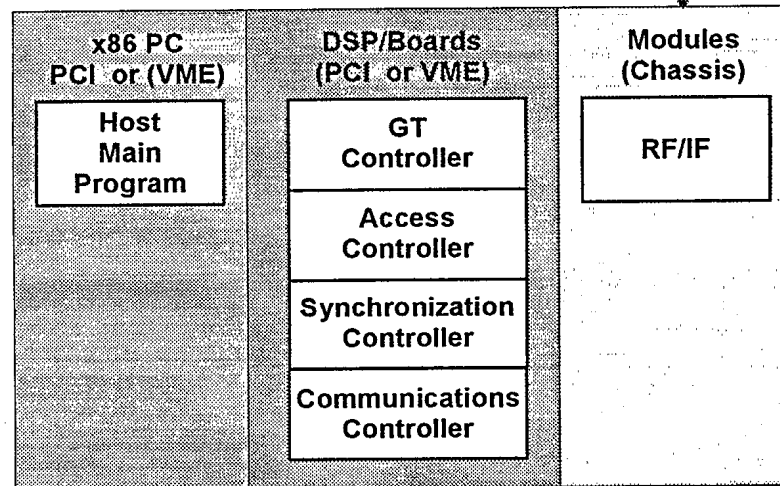 x86 PC
PCI or (VME)
Host
Main
Program
DSP/Boards
(PCI or VME)
GT
Controller
Access
Controller
Synchronization
Controller
Communications
Controller
Modules
(Chassis)
RF/IF